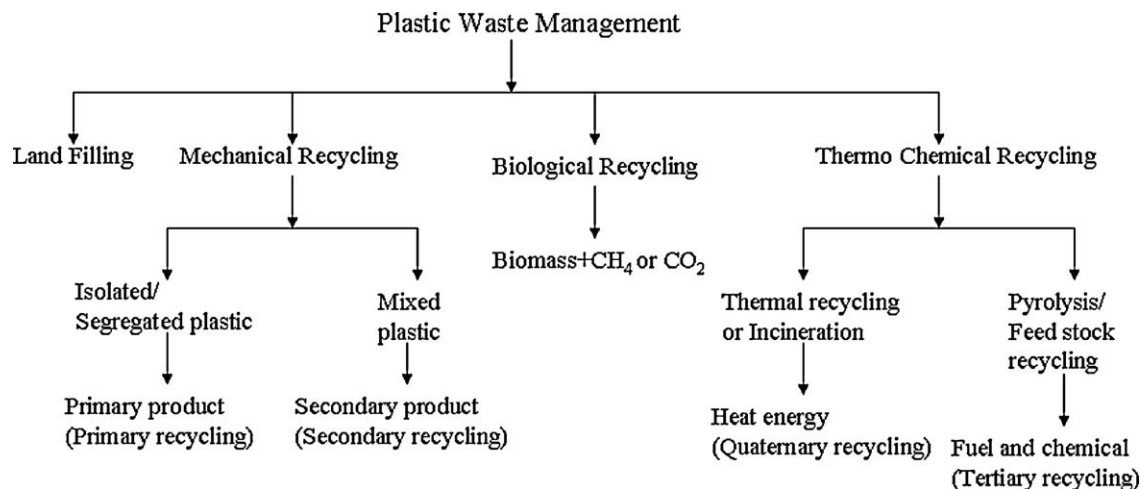 Plastic Waste Management
Land Filling
Mechanical Recycling
Biological Recycling
Thermo Chemical Recycling
Isolated/
Segregated plastic
Mixed
plastic
Biomass+CH₄ or CO₂
Thermal recycling
or Incineration
Pyrolysis/
Feed stock
recycling
Primary product
(Primary recycling)
Secondary product
(Secondary recycling)
Heat energy
(Quaternary recycling)
Fuel and chemical
(Tertiary recycling)